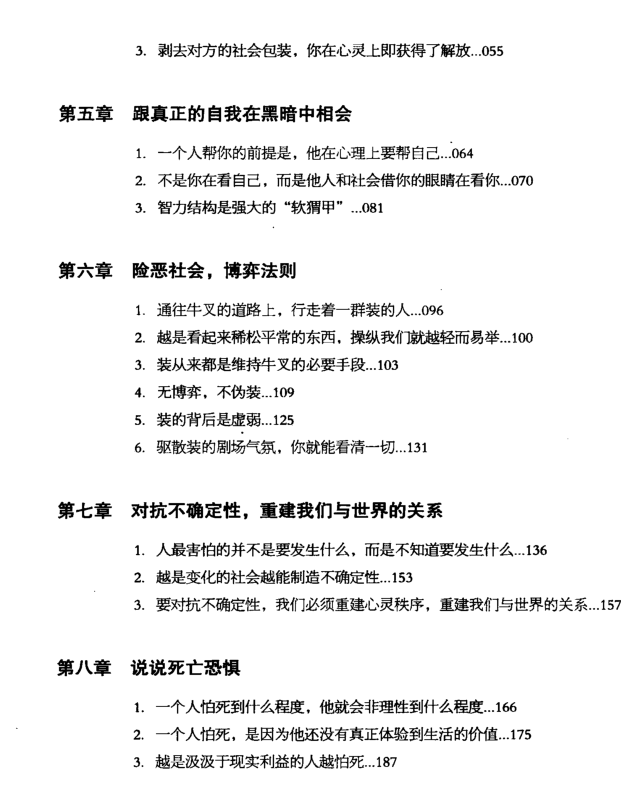 3. 剥去对方的社会包装，你在心灵上即获得了解放...055
第五章 跟真正的自我在黑暗中相会
1. 一个人帮你的前提是，他在心理上要帮自己...064
2. 不是你在看自己，而是他人和社会借你的眼睛在看你...070
3. 智力结构是强大的“软猬甲”...081
第六章 险恶社会，博弈法则
1. 通往牛叉的道路上，行走着一群装的人...096
2. 越是看起来稀松平常的东西，操纵我们就越轻而易举...100
3. 装从来都是维持牛叉的必要手段...103
4. 无博弈，不伪装...109
5. 装的背后是虚弱...125
6. 驱散装的剧场气氛，你就能看清一切...131
第七章 对抗不确定性，重建我们与世界的关系
1. 人最害怕的并不是要发生什么，而是不知道要发生什么...136
2. 越是变化的社会越能制造不确定性...153
3. 要对抗不确定性，我们必须重建心灵秩序，重建我们与世界的关系...157
第八章 说说死亡恐惧
1. 一个人怕死到什么程度，他就会非理性到什么程度...166
2. 一个人怕死，是因为他还没有真正体验到生活的价值...175
3. 越是汲汲于现实利益的人越怕死...187